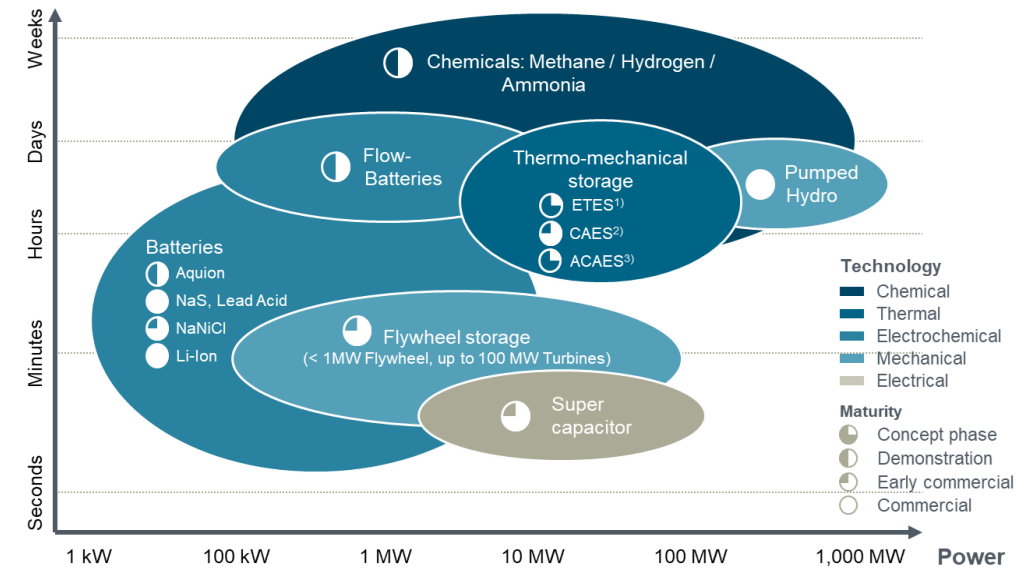 Weeks
Days
Hours
Minutes
Seconds
Chemicals: Methane / Hydrogen /
Ammonia
Flow-
Batteries
Thermo-mechanical
storage
ETES1)
CAES2)
ACAES3)
Pumped
Hydro
Batteries
Aquion
NaS, Lead Acid
NaNiCl
Li-Ion
Flywheel storage
(< 1MW Flywheel, up to 100 MW Turbines)
Super
capacitor
Technology
Chemical
Thermal
Electrochemical
Mechanical
Electrical
Maturity
Concept phase
Demonstration
Early commercial
Commercial
1 kW
100 kW
1 MW
10 MW
100 MW
1,000 MW
Power